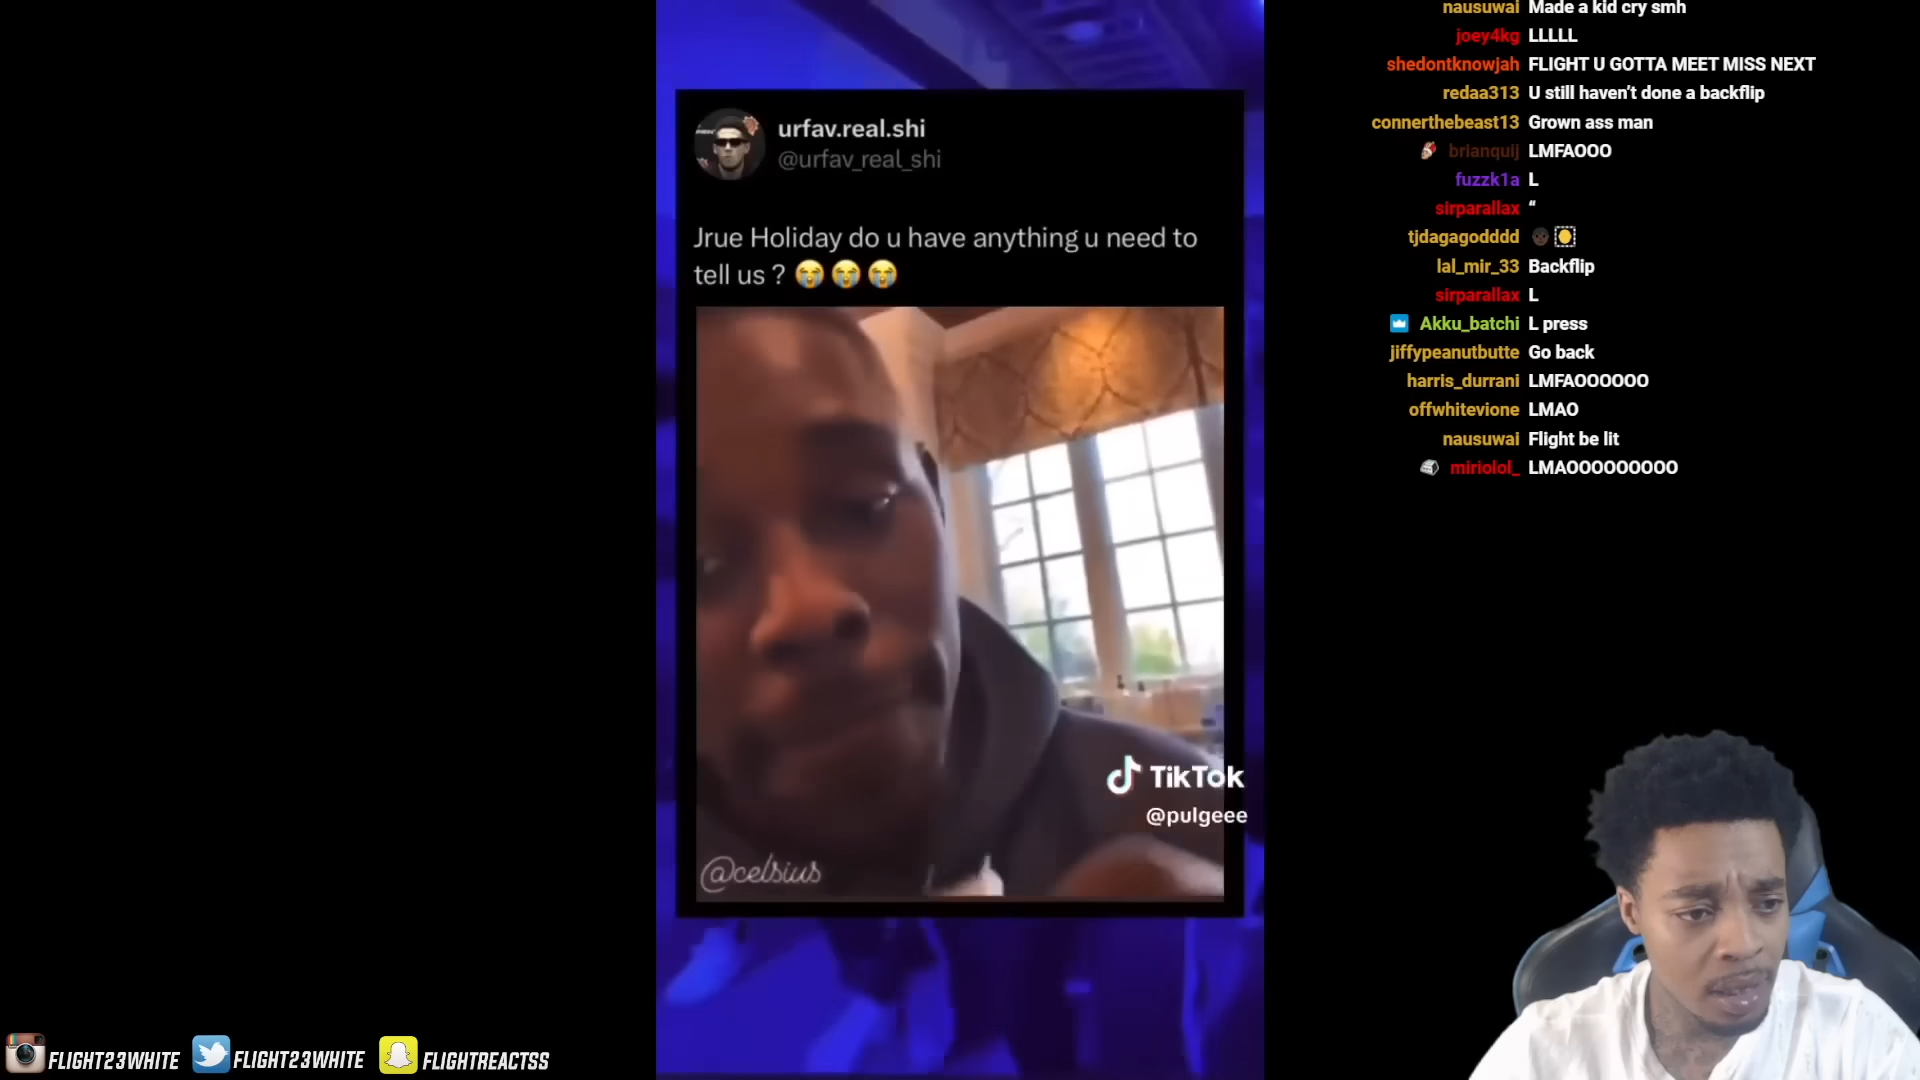 urfav.real.shi
@urfav_real_shi
Jrue Holiday do u have anything u need to
tell us ? 😭😭😭
TikTok
@pulgeee
@celsius
nausuwai Made a kid cry smh
joey4kg LLLLL
shedontknowjah FLIGHT U GOTTA MEET MISS NEXT
redaa313 U still haven’t done a backflip
connerthebeast13 Grown ass man
brianquij LMFAOOO
fuzzk1a L
sirparallax “
tjdagagodddd
lal_mir_33 Backflip
sirparallax L
Akku_batchi L press
jiffypeanutbutte Go back
harris_durrani LMFAOOOOOO
offwhitevione LMAO
nausuwai Flight be lit
miriolol_ LMAOOOOOOOOO
FLIGHT23WHITE FLIGHT23WHITE FLIGHTREACTSS